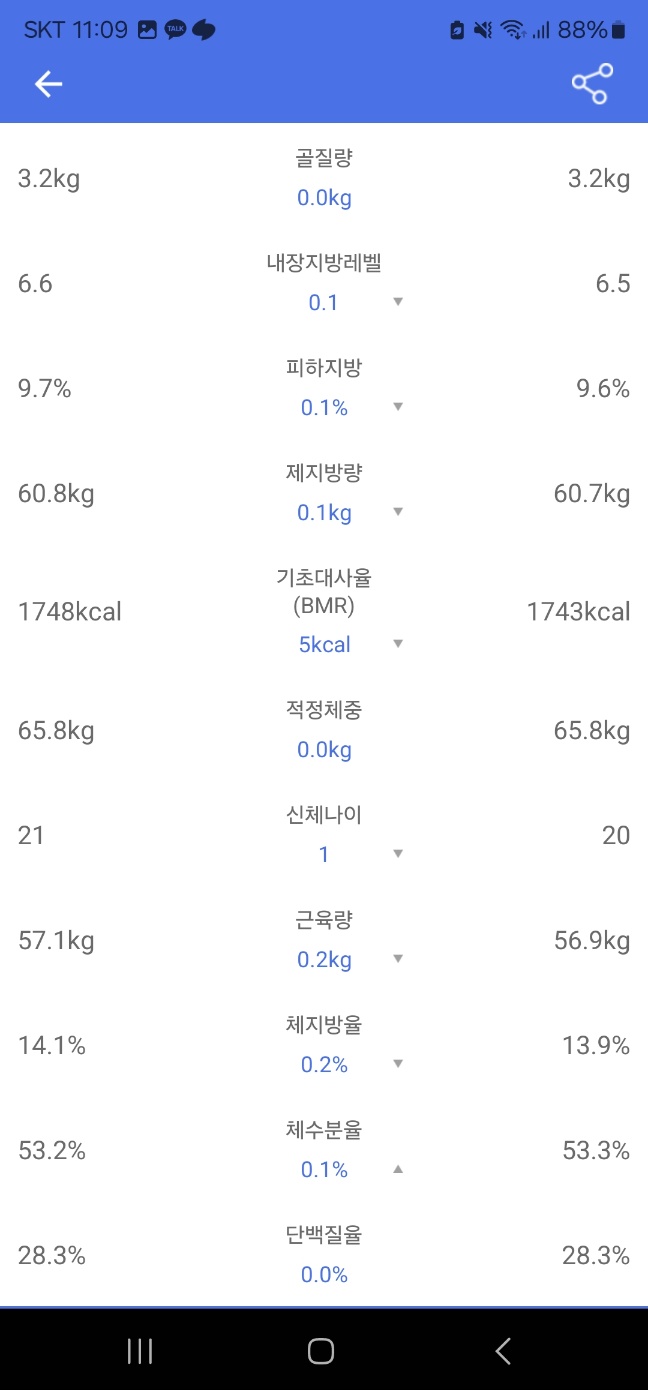 SKT 11:09 TALK 88%
골질량
3.2kg 0.0kg 3.2kg
내장지방레벨
6.6 0.1 ▼ 6.5
피하지방
9.7% 0.1% ▼ 9.6%
제지방량
60.8kg 0.1kg ▼ 60.7kg
기초대사율
(BMR)
1748kcal 5kcal ▼ 1743kcal
적정체중
65.8kg 0.0kg 65.8kg
신체나이
21 1 ▼ 20
근육량
57.1kg 0.2kg ▼ 56.9kg
체지방율
14.1% 0.2% ▼ 13.9%
체수분율
53.2% 0.1% ▲ 53.3%
단백질율
28.3% 0.0% 28.3%